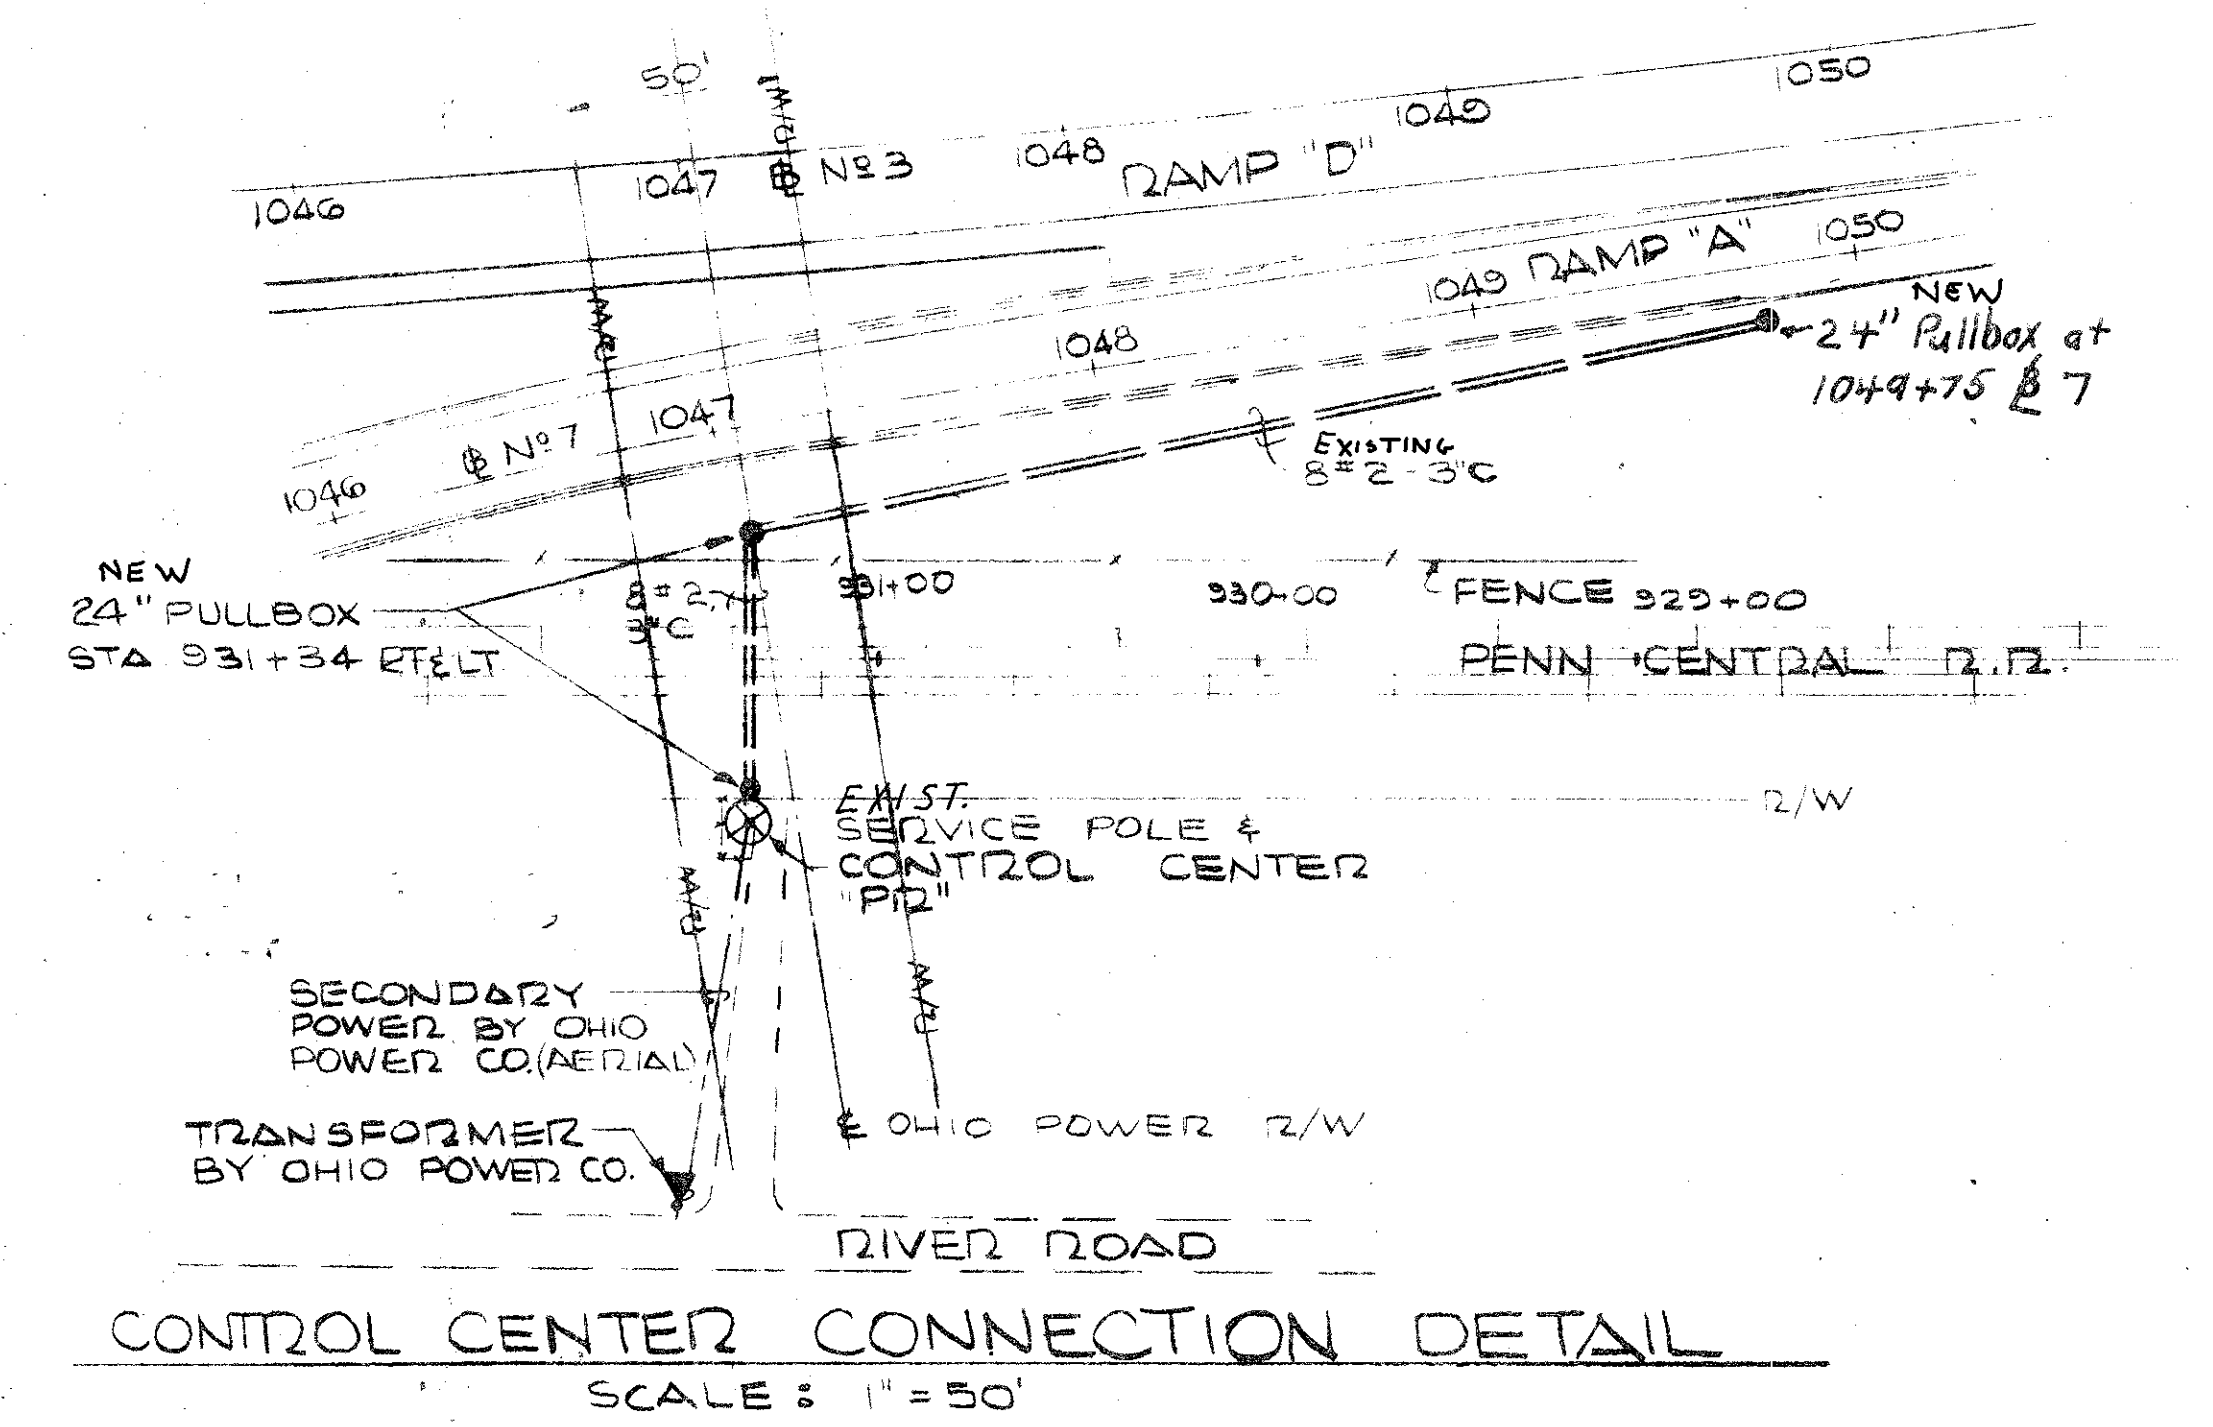 50'
R/W
1050
1049
1048
RAMP "D"
℄ Nº 3
1047
1046
1050
RAMP "A"
1049
NEW
24" Pullbox at
1049+75 ℄ 7
R/W
1048
1047
℄ Nº 7
1046
EXISTING
8#2-3"C
NEW
24" PULLBOX
STA 931+34 RT&LT
8#2,
3"C
931+00
930+00
FENCE 929+00
PENN CENTRAL R.R.
EXIST.
SERVICE POLE &
CONTROL CENTER
"PR"
R/W
R/W
R/W
SECONDARY
POWER BY OHIO
POWER CO.(AERIAL)
TRANSFORMER
BY OHIO POWER CO.
℄ OHIO POWER R/W
RIVER ROAD
CONTROL CENTER CONNECTION DETAIL
SCALE: 1"=50'